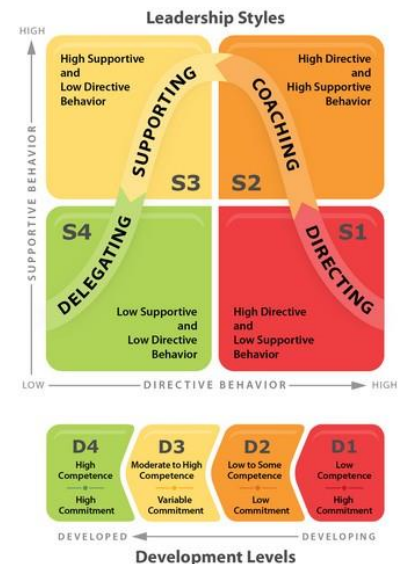 Leadership Styles
HIGH
SUPPORTIVE BEHAVIOR
High Supportive
and
Low Directive
Behavior
SUPPORTING
S3
High Directive
and
High Supportive
Behavior
COACHING
S2
S4
DELEGATING
Low Supportive
and
Low Directive
Behavior
S1
DIRECTING
High Directive
and
Low Supportive
Behavior
LOW
DIRECTIVE BEHAVIOR
HIGH
D4
High
Competence
High
Commitment
D3
Moderate to High
Competence
Variable
Commitment
D2
Low to Some
Competence
Low
Commitment
D1
Low
Competence
High
Commitment
DEVELOPED
DEVELOPING
Development Levels